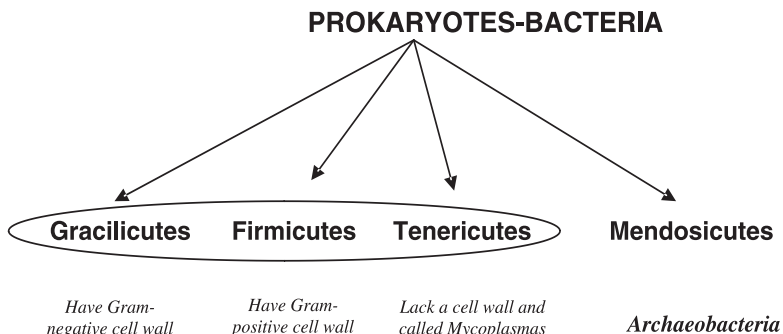 PROKARYOTES-BACTERIA
Gracilicutes Firmicutes Tenericutes Mendosicutes
Have Gram- Have Gram- Lack a cell wall and
negative cell wall positive cell wall called Mycoplasmas Archaeobacteria